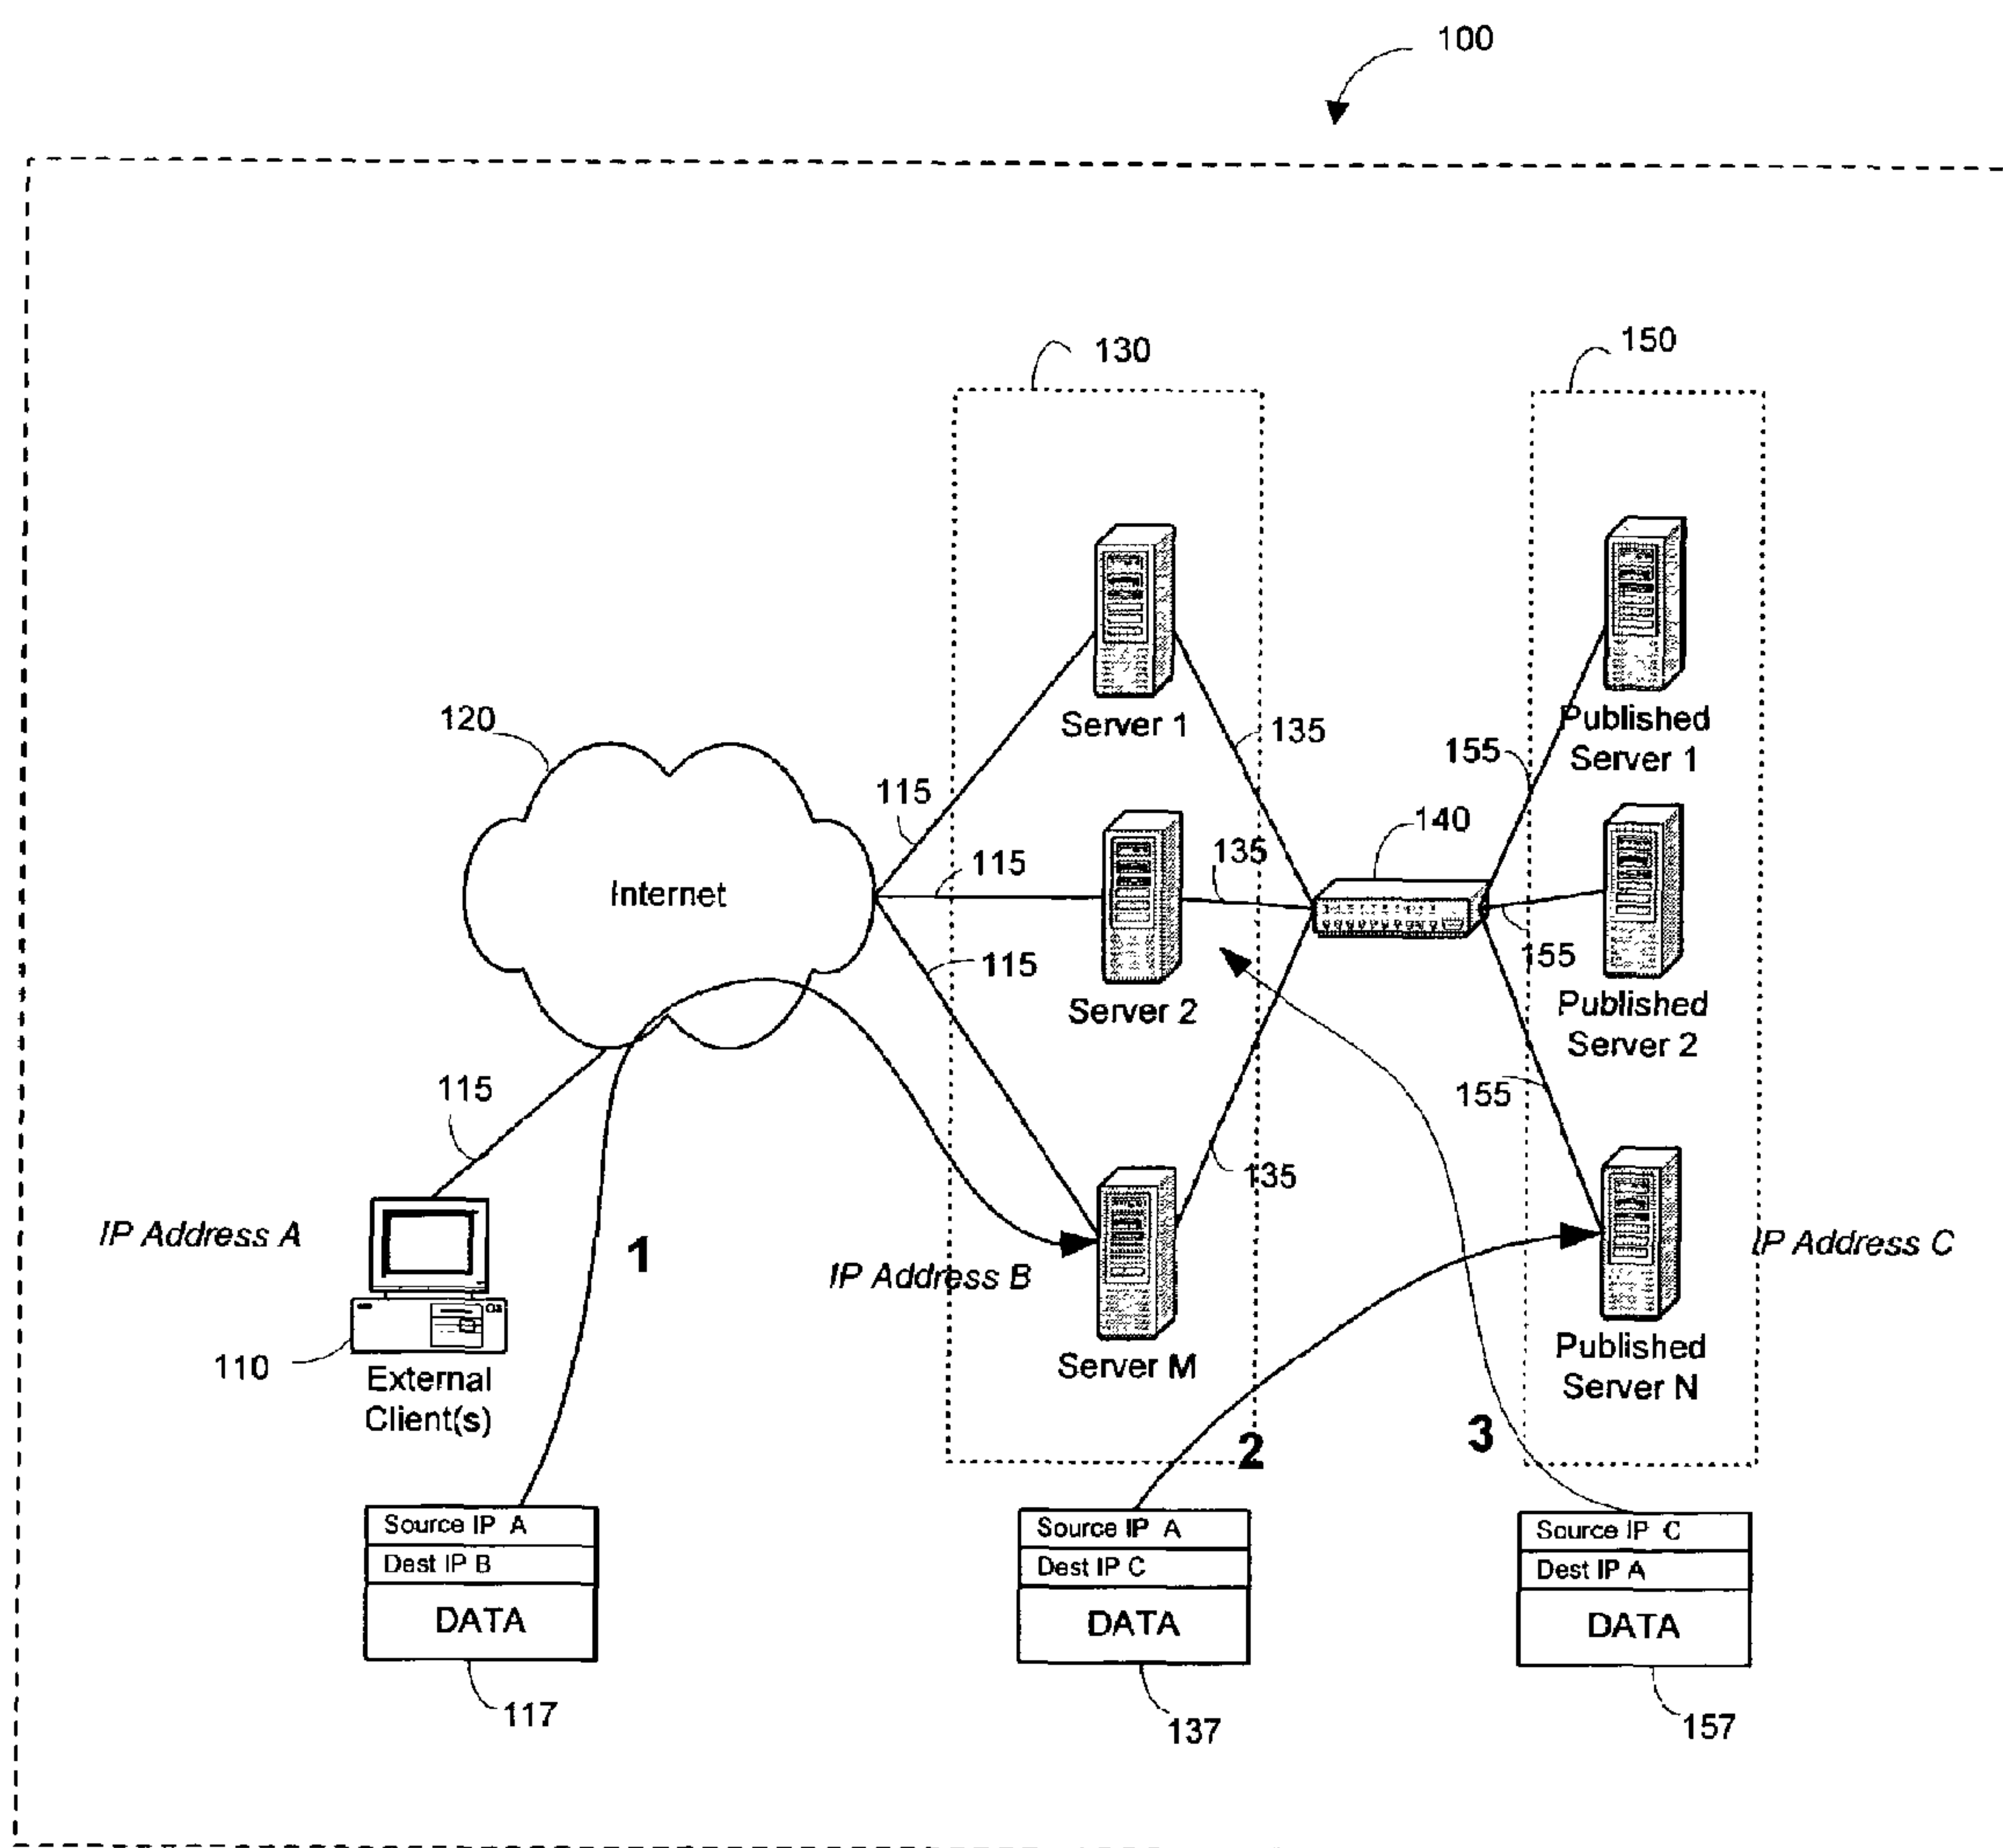 100
130
150
Server 1
Published
Server 1
120
135
155
115
140
Internet
115
135
115
155
Server 2
Published
Server 2
115
155
135
IP Address A
1
IP Address B
IP Address C
110
External
Client(s)
Server M
Published
Server N
2
3
Source IP A
Dest IP B
DATA
Source IP A
Dest IP C
DATA
Source IP C
Dest IP A
DATA
117
137
157